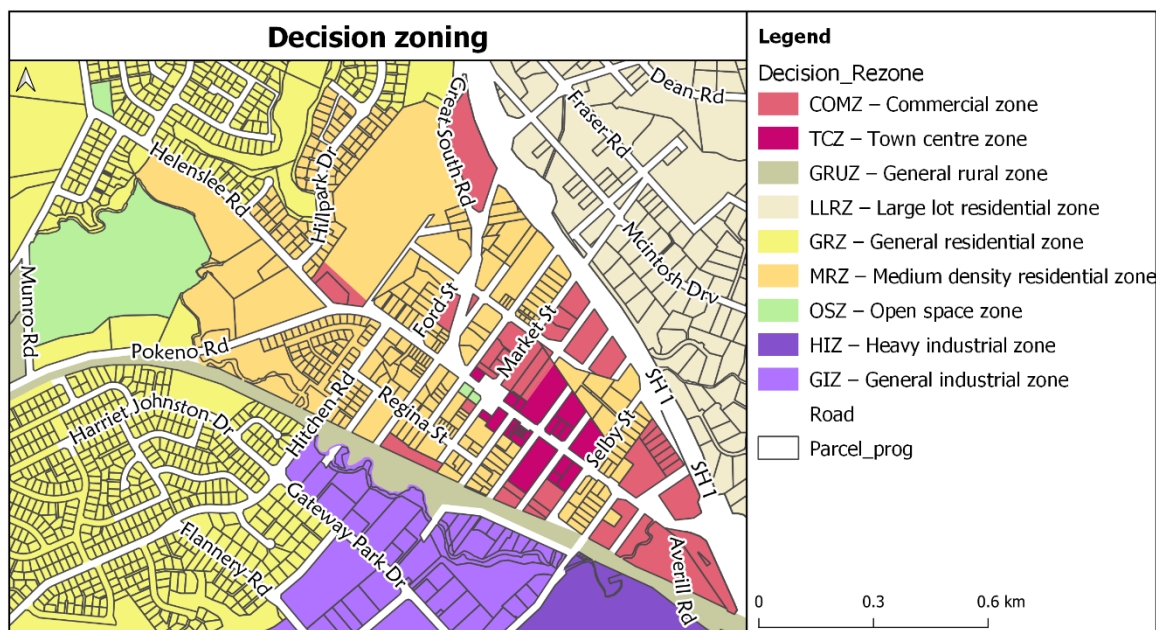 Decision zoning
Great South Rd
Dean Rd
Fraser Rd
Helenslee Rd
Hillpark Dr
Mcintosh Drv
Munro Rd
Ford St
Market St
Pokeno Rd
SH 1
Hitchen Rd
Regina St
Harriet Johnston Dr
Selby St
SH 1
Gateway Park Dr
Flannery Rd
Averill Rd
Legend
Decision_Rezone
COMZ – Commercial zone
TCZ – Town centre zone
GRUZ – General rural zone
LLRZ – Large lot residential zone
GRZ – General residential zone
MRZ – Medium density residential zone
OSZ – Open space zone
HIZ – Heavy industrial zone
GIZ – General industrial zone
Road
Parcel_prog
0 0.3 0.6 km